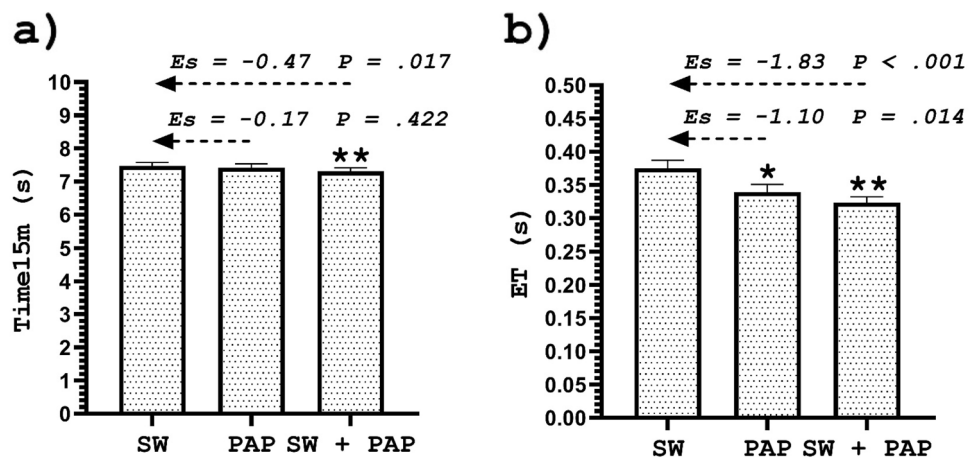 a)
Es = -0.47 P = .017
Es = -0.17 P = .422
**
Time15m (s)
10
9
8
7
6
5
4
3
2
1
0
SW PAP SW + PAP
b)
Es = -1.83 P < .001
Es = -1.10 P = .014
*
**
ET (s)
0.50
0.45
0.40
0.35
0.30
0.25
0.20
0.15
0.10
0.05
0.00
SW PAP SW + PAP